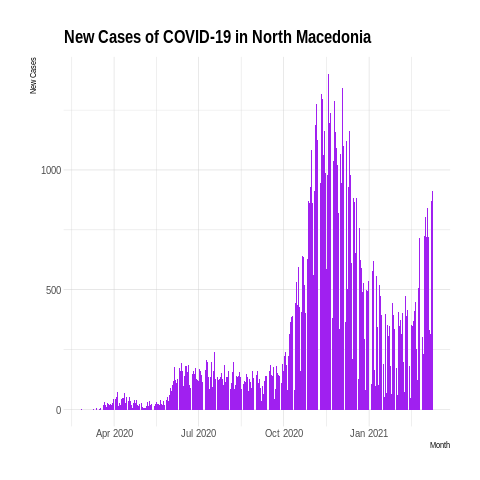 New Cases of COVID-19 in North Macedonia
New Cases
1000
500
0
Apr 2020 Jul 2020 Oct 2020 Jan 2021
Month